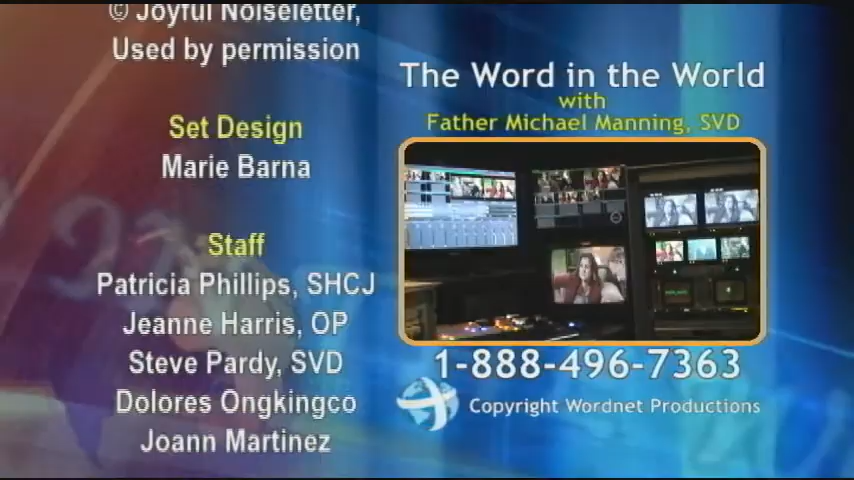 © Joyful Noiseletter,
Used by permission
Set Design
Marie Barna
Staff
Patricia Phillips, SHCJ
Jeanne Harris, OP
Steve Pardy, SVD
Dolores Ongkingco
Joann Martinez
The Word in the World
with
Father Michael Manning, SVD
1-888-496-7363
Copyright Wordnet Productions